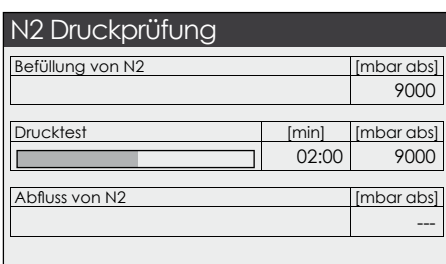 N2 Druckprüfung
Befüllung von N2 [mbar abs]
9000
Drucktest [min] [mbar abs]
02:00 9000
Abfluss von N2 [mbar abs]
---